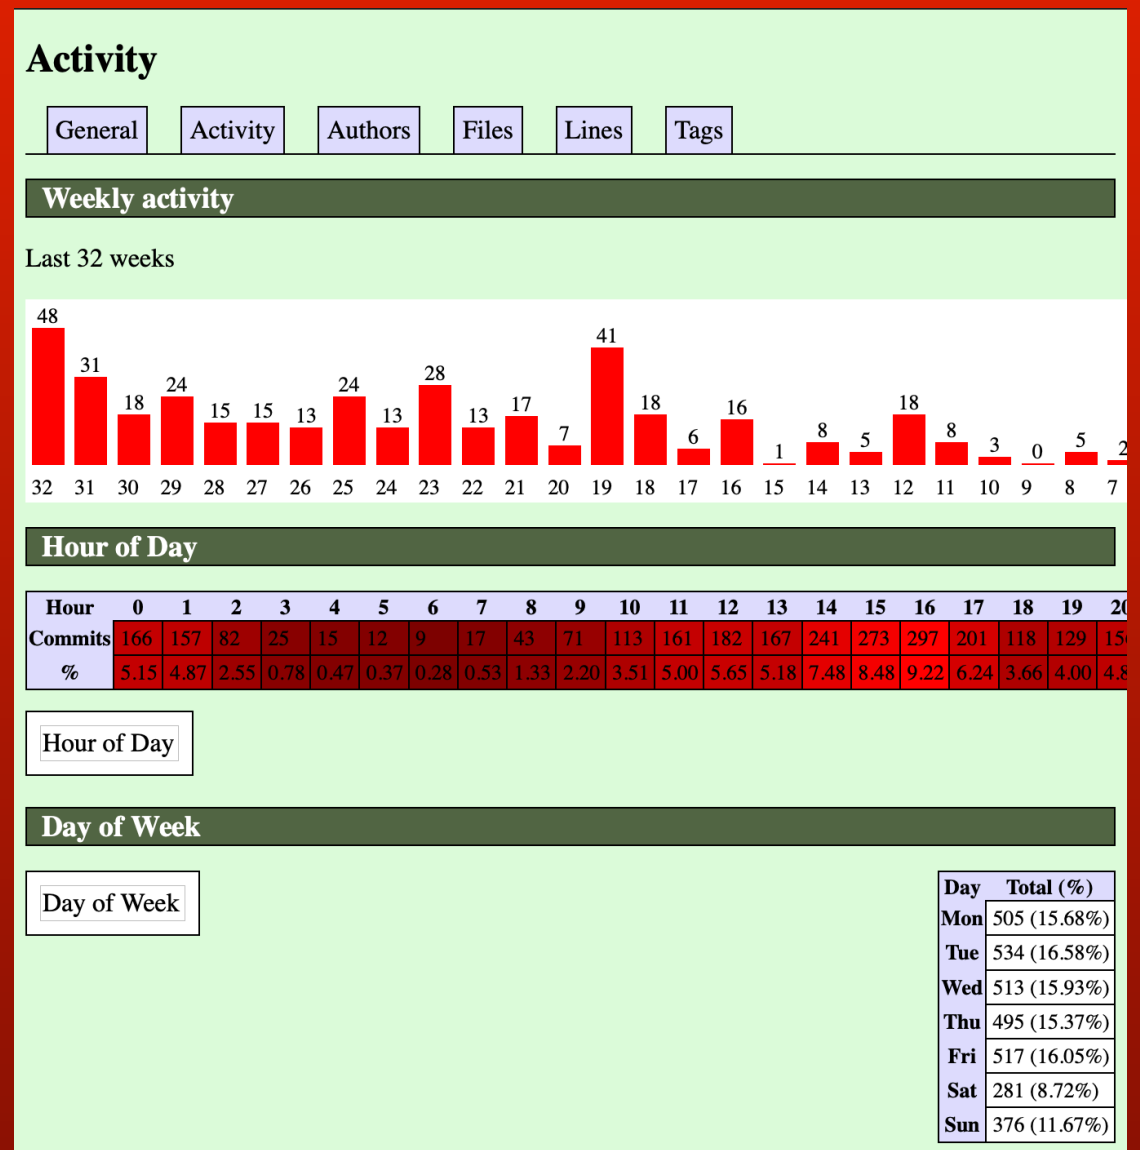 Activity
General Activity Authors Files Lines Tags
Weekly activity
Last 32 weeks
48 31 18 24 15 15 13 24 13 28 13 17 7 41 18 6 16 1 8 5 18 8 3 0 5 2
32 31 30 29 28 27 26 25 24 23 22 21 20 19 18 17 16 15 14 13 12 11 10 9 8 7
Hour of Day
Hour 0 1 2 3 4 5 6 7 8 9 10 11 12 13 14 15 16 17 18 19 20
Commits 166 157 82 25 15 12 9 17 43 71 113 161 182 167 241 273 297 201 118 129
% 5.15 4.87 2.55 0.78 0.47 0.37 0.28 0.53 1.33 2.20 3.51 5.00 5.65 5.18 7.48 8.48 9.22 6.24 3.66 4.00
Hour of Day
Day of Week
Day of Week
Day Total (%)
Mon 505 (15.68%)
Tue 534 (16.58%)
Wed 513 (15.93%)
Thu 495 (15.37%)
Fri 517 (16.05%)
Sat 281 (8.72%)
Sun 376 (11.67%)